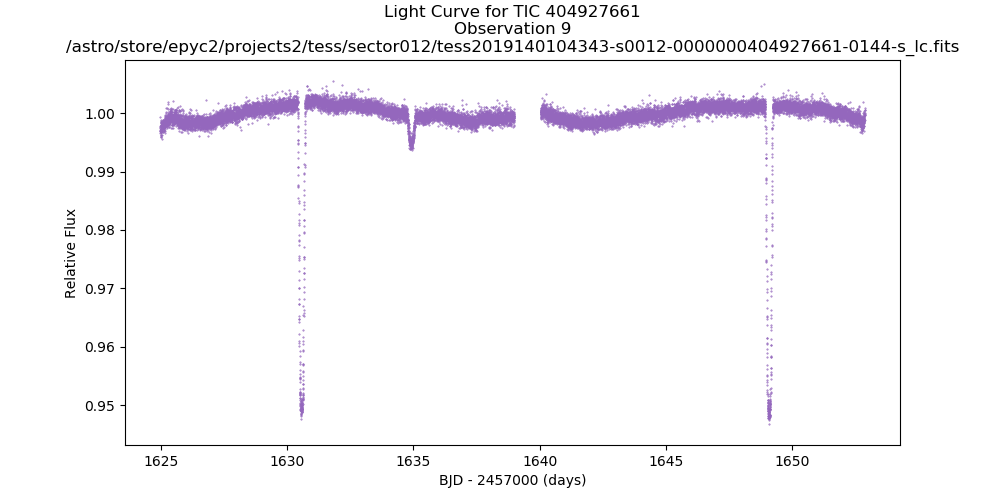 Light Curve for TIC 404927661
Observation 9
/astro/store/epyc2/projects2/tess/sector012/tess2019140104343-s0012-0000000404927661-0144-s_lc.fits
1.00
0.99
0.98
0.97
0.96
0.95
Relative Flux
1625
1630
1635
1640
1645
1650
BJD - 2457000 (days)